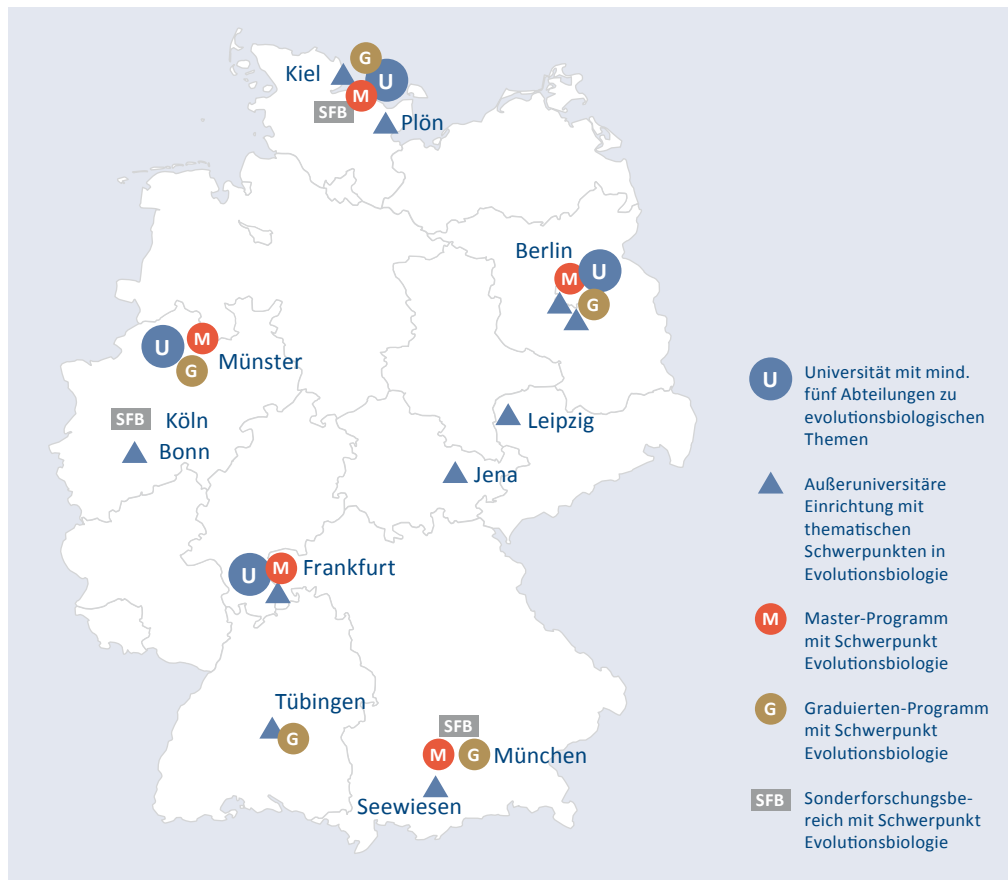 G
Kiel
U
M
SFB
Plön
Berlin
U
M
G
U
M
Münster
G
SFB
Köln
Bonn
Leipzig
Jena
U
M
Frankfurt
Tübingen
G
SFB
M
G
München
Seewiesen
U
Universität mit mind.
fünf Abteilungen zu
evolutionsbiologischen
Themen
Außeruniversitäre
Einrichtung mit
thematischen
Schwerpunkten in
Evolutionsbiologie
M
Master-Programm
mit Schwerpunkt
Evolutionsbiologie
G
Graduierten-Programm
mit Schwerpunkt
Evolutionsbiologie
SFB
Sonderforschungsbe-
reich mit Schwerpunkt
Evolutionsbiologie